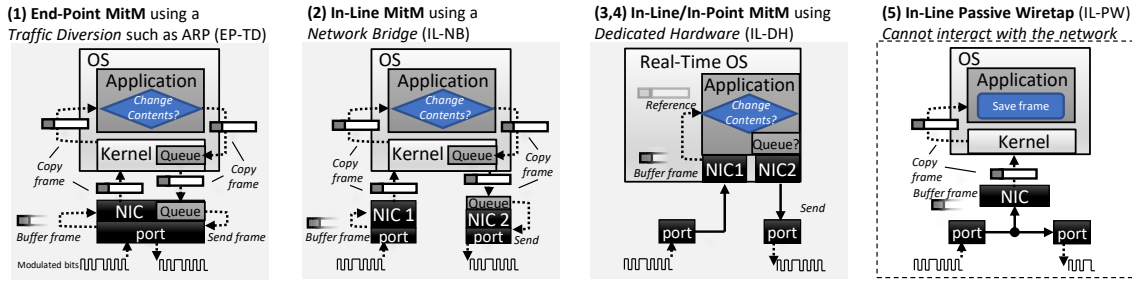 (1) End-Point MitM using a
Traffic Diversion such as ARP (EP-TD)
OS
Application
Change
Contents?
Kernel
Queue
Copy
frame
Copy
frame
NIC
Queue
Buffer frame
port
Send frame
Modulated bits
(2) In-Line MitM using a
Network Bridge (IL-NB)
OS
Application
Change
Contents?
Kernel
Queue
Copy
frame
Copy
frame
NIC 1
Queue
NIC 2
Buffer frame
port
port
Send
(3,4) In-Line/In-Point MitM using
Dedicated Hardware (IL-DH)
Real-Time OS
Application
Reference
Change
Contents?
Queue?
Buffer frame
NIC1
NIC2
Send
port
port
(5) In-Line Passive Wiretap (IL-PW)
Cannot interact with the network
OS
Application
Save frame
Kernel
Copy
frame
Buffer frame
NIC
port
port